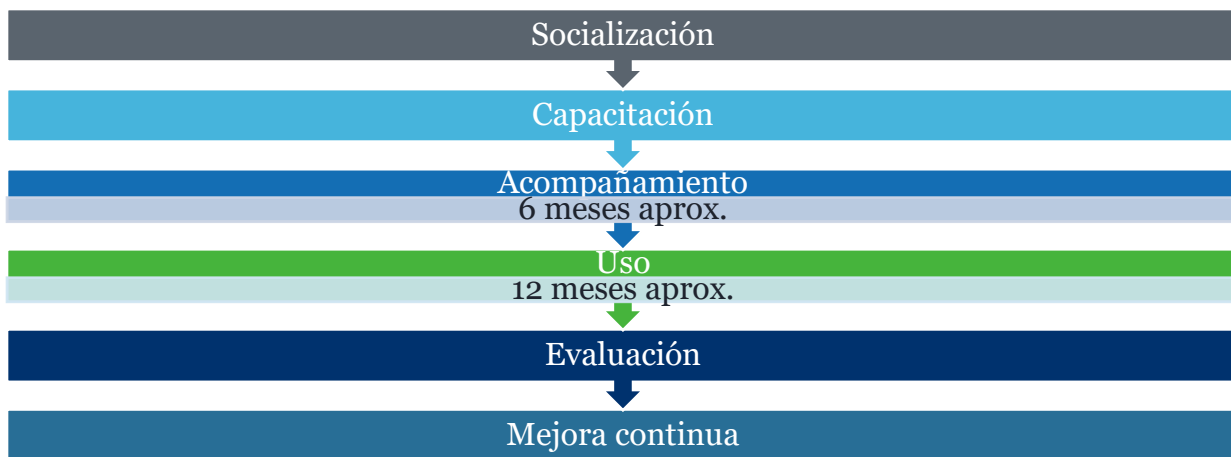 Socialización
Capacitación
Acompañamiento
6 meses aprox.
Uso
12 meses aprox.
Evaluación
Mejora continua